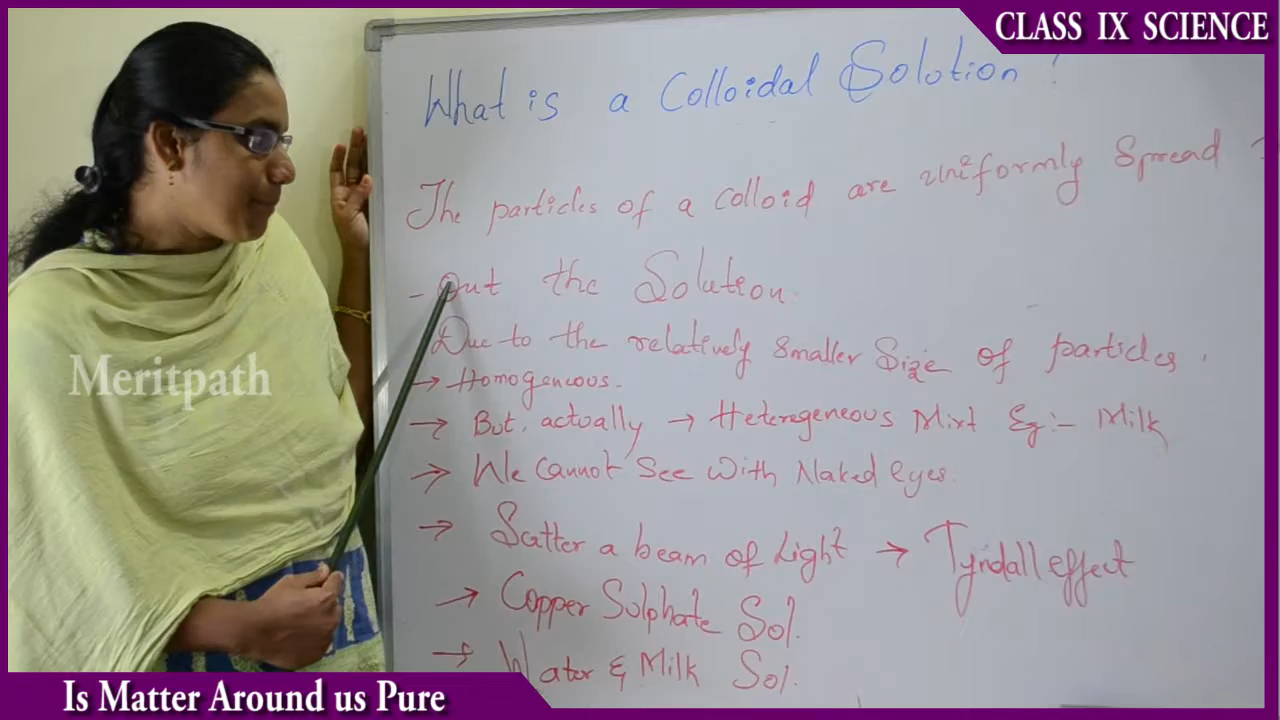 CLASS IX SCIENCE
What is a Colloidal Solution ?
The particles of a colloid are uniformly Spread
- Out the Solution.
Due to the relatively Smaller Size of particles.
→ Homogeneous.
→ But, actually → Heteregeneous Mixt Eg:- Milk
→ We Cannot See With Naked eyes.
→ Scatter a beam of Light → Tyndall effect
→ Copper Sulphate Sol.
→ Water & Milk Sol.
Meritpath
Is Matter Around us Pure